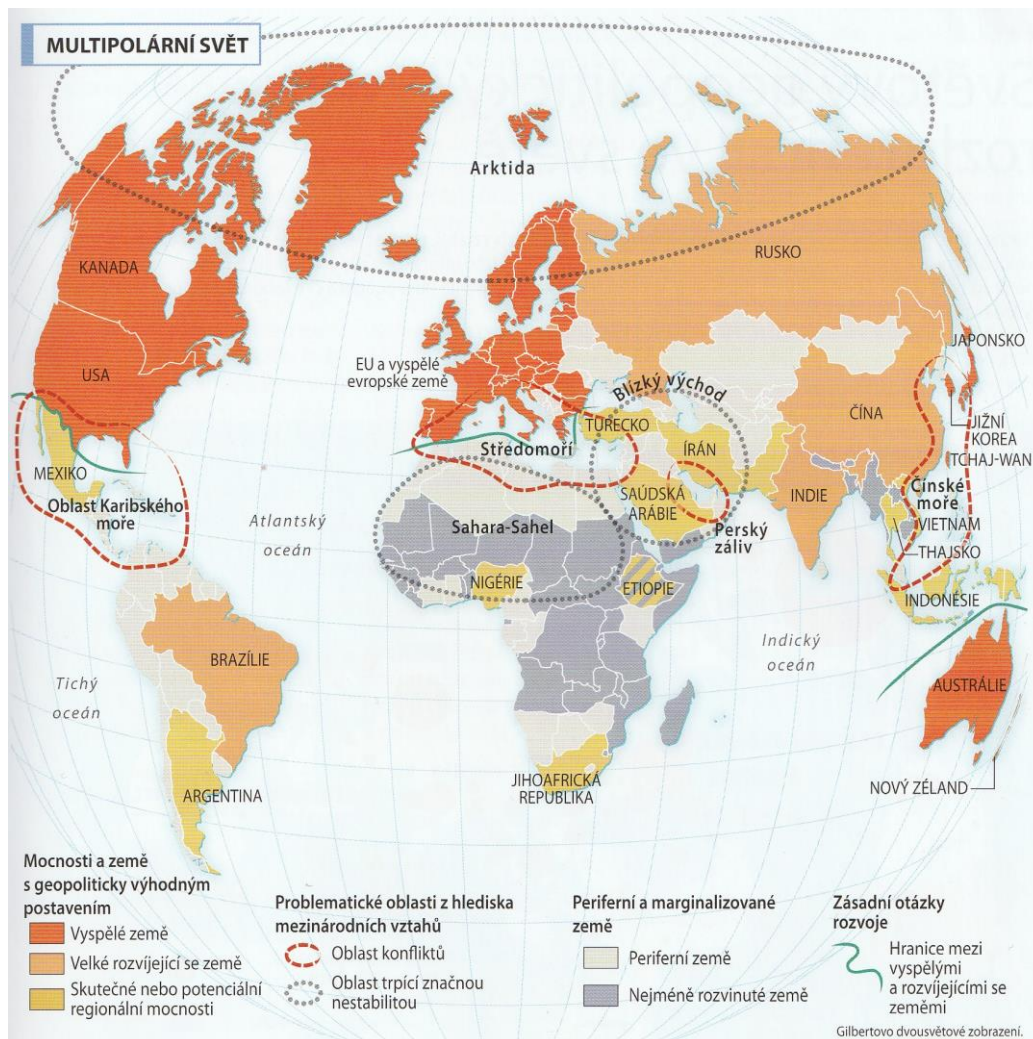 MULTIPOLÁRNÍ SVĚT
Arktida
KANADA
RUSKO
USA
JAPONSKO
EU a vyspělé
evropské země
Blízký východ
ČÍNA
TURECKO
JIŽNÍ
KOREA
MEXIKO
Středomoří
ÍRÁN
TCHAJ-WAN
Oblast Karibského
moře
SAÚDSKÁ
ARÁBIE
INDIE
Čínské
moře
Atlantský
oceán
Sahara-Sahel
Perský
záliv
VIETNAM
THAJSKO
NIGÉRIE
ETIOPIE
INDONÉSIE
BRAZÍLIE
Indický
oceán
Tichý
oceán
AUSTRÁLIE
ARGENTINA
JIHOAFRICKÁ
REPUBLIKA
NOVÝ ZÉLAND
Mocnosti a země
s geopoliticky výhodným
postavením
Vyspělé země
Velké rozvíjející se země
Skutečné nebo potenciální
regionální mocnosti
Problematické oblasti z hlediska
mezinárodních vztahů
Oblast konfliktů
Oblast trpící značnou
nestabilitou
Periferní a marginalizované
země
Periferní země
Nejméně rozvinuté země
Zásadní otázky
rozvoje
Hranice mezi
vyspělými
a rozvíjejícími se
zeměmi
Gilbertovo dvousvětové zobrazení.